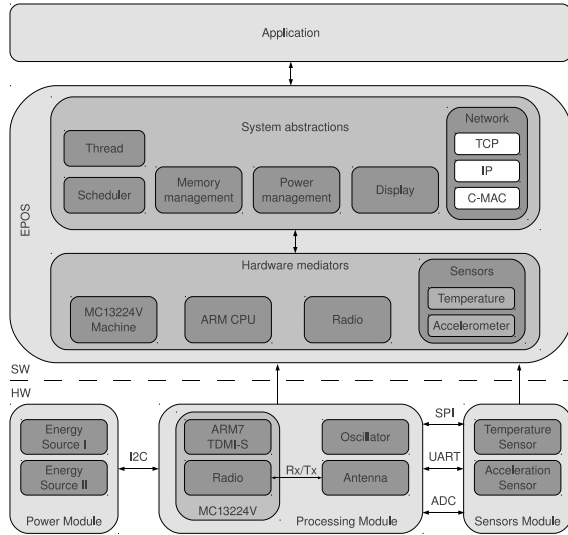 Application
System abstractions
Network
TCP
IP
C-MAC
Thread
Scheduler
Memory
management
Power
management
Display
EPOS
Hardware mediators
Sensors
Temperature
Accelerometer
MC13224V
Machine
ARM CPU
Radio
SW
HW
Energy
Source I
Energy
Source II
Power Module
I2C
ARM7
TDMI-S
Radio
MC13224V
Rx/Tx
Oscillator
Antenna
Processing Module
SPI
UART
ADC
Temperature
Sensor
Acceleration
Sensor
Sensors Module